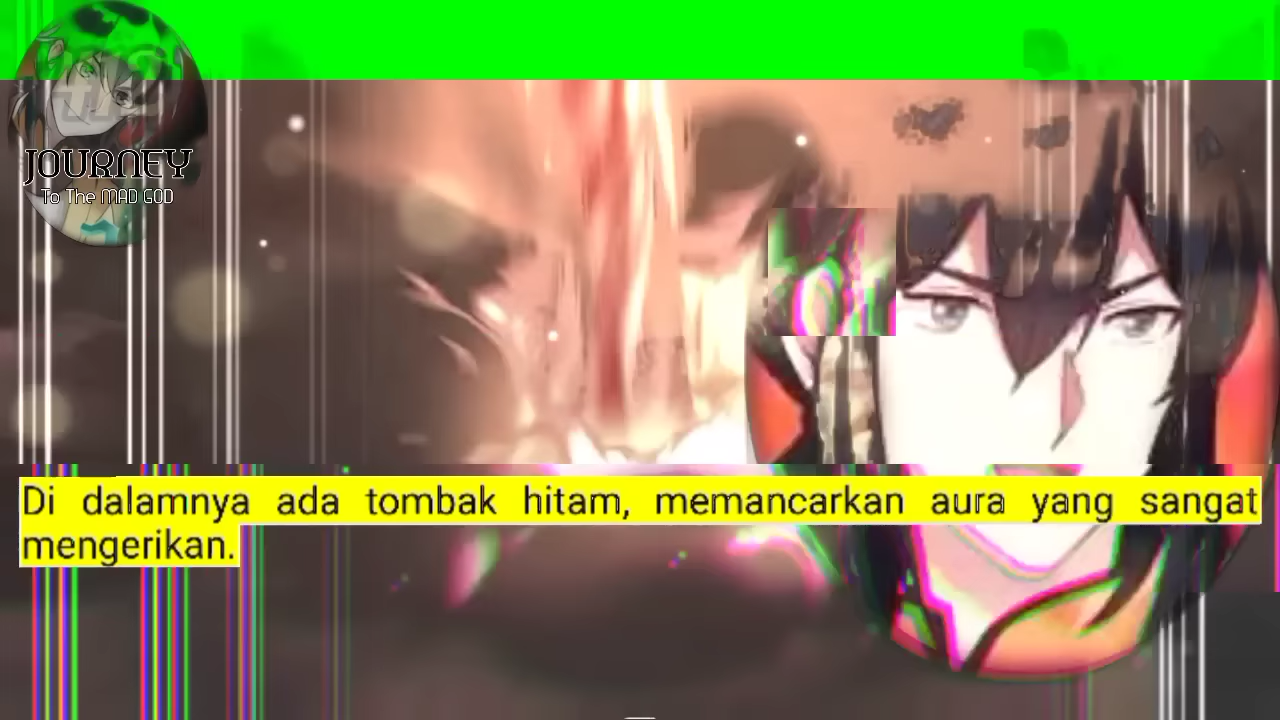 JOURNEY
To The MAD GOD
Di dalamnya ada tombak hitam, memancarkan aura yang sangat
mengerikan.